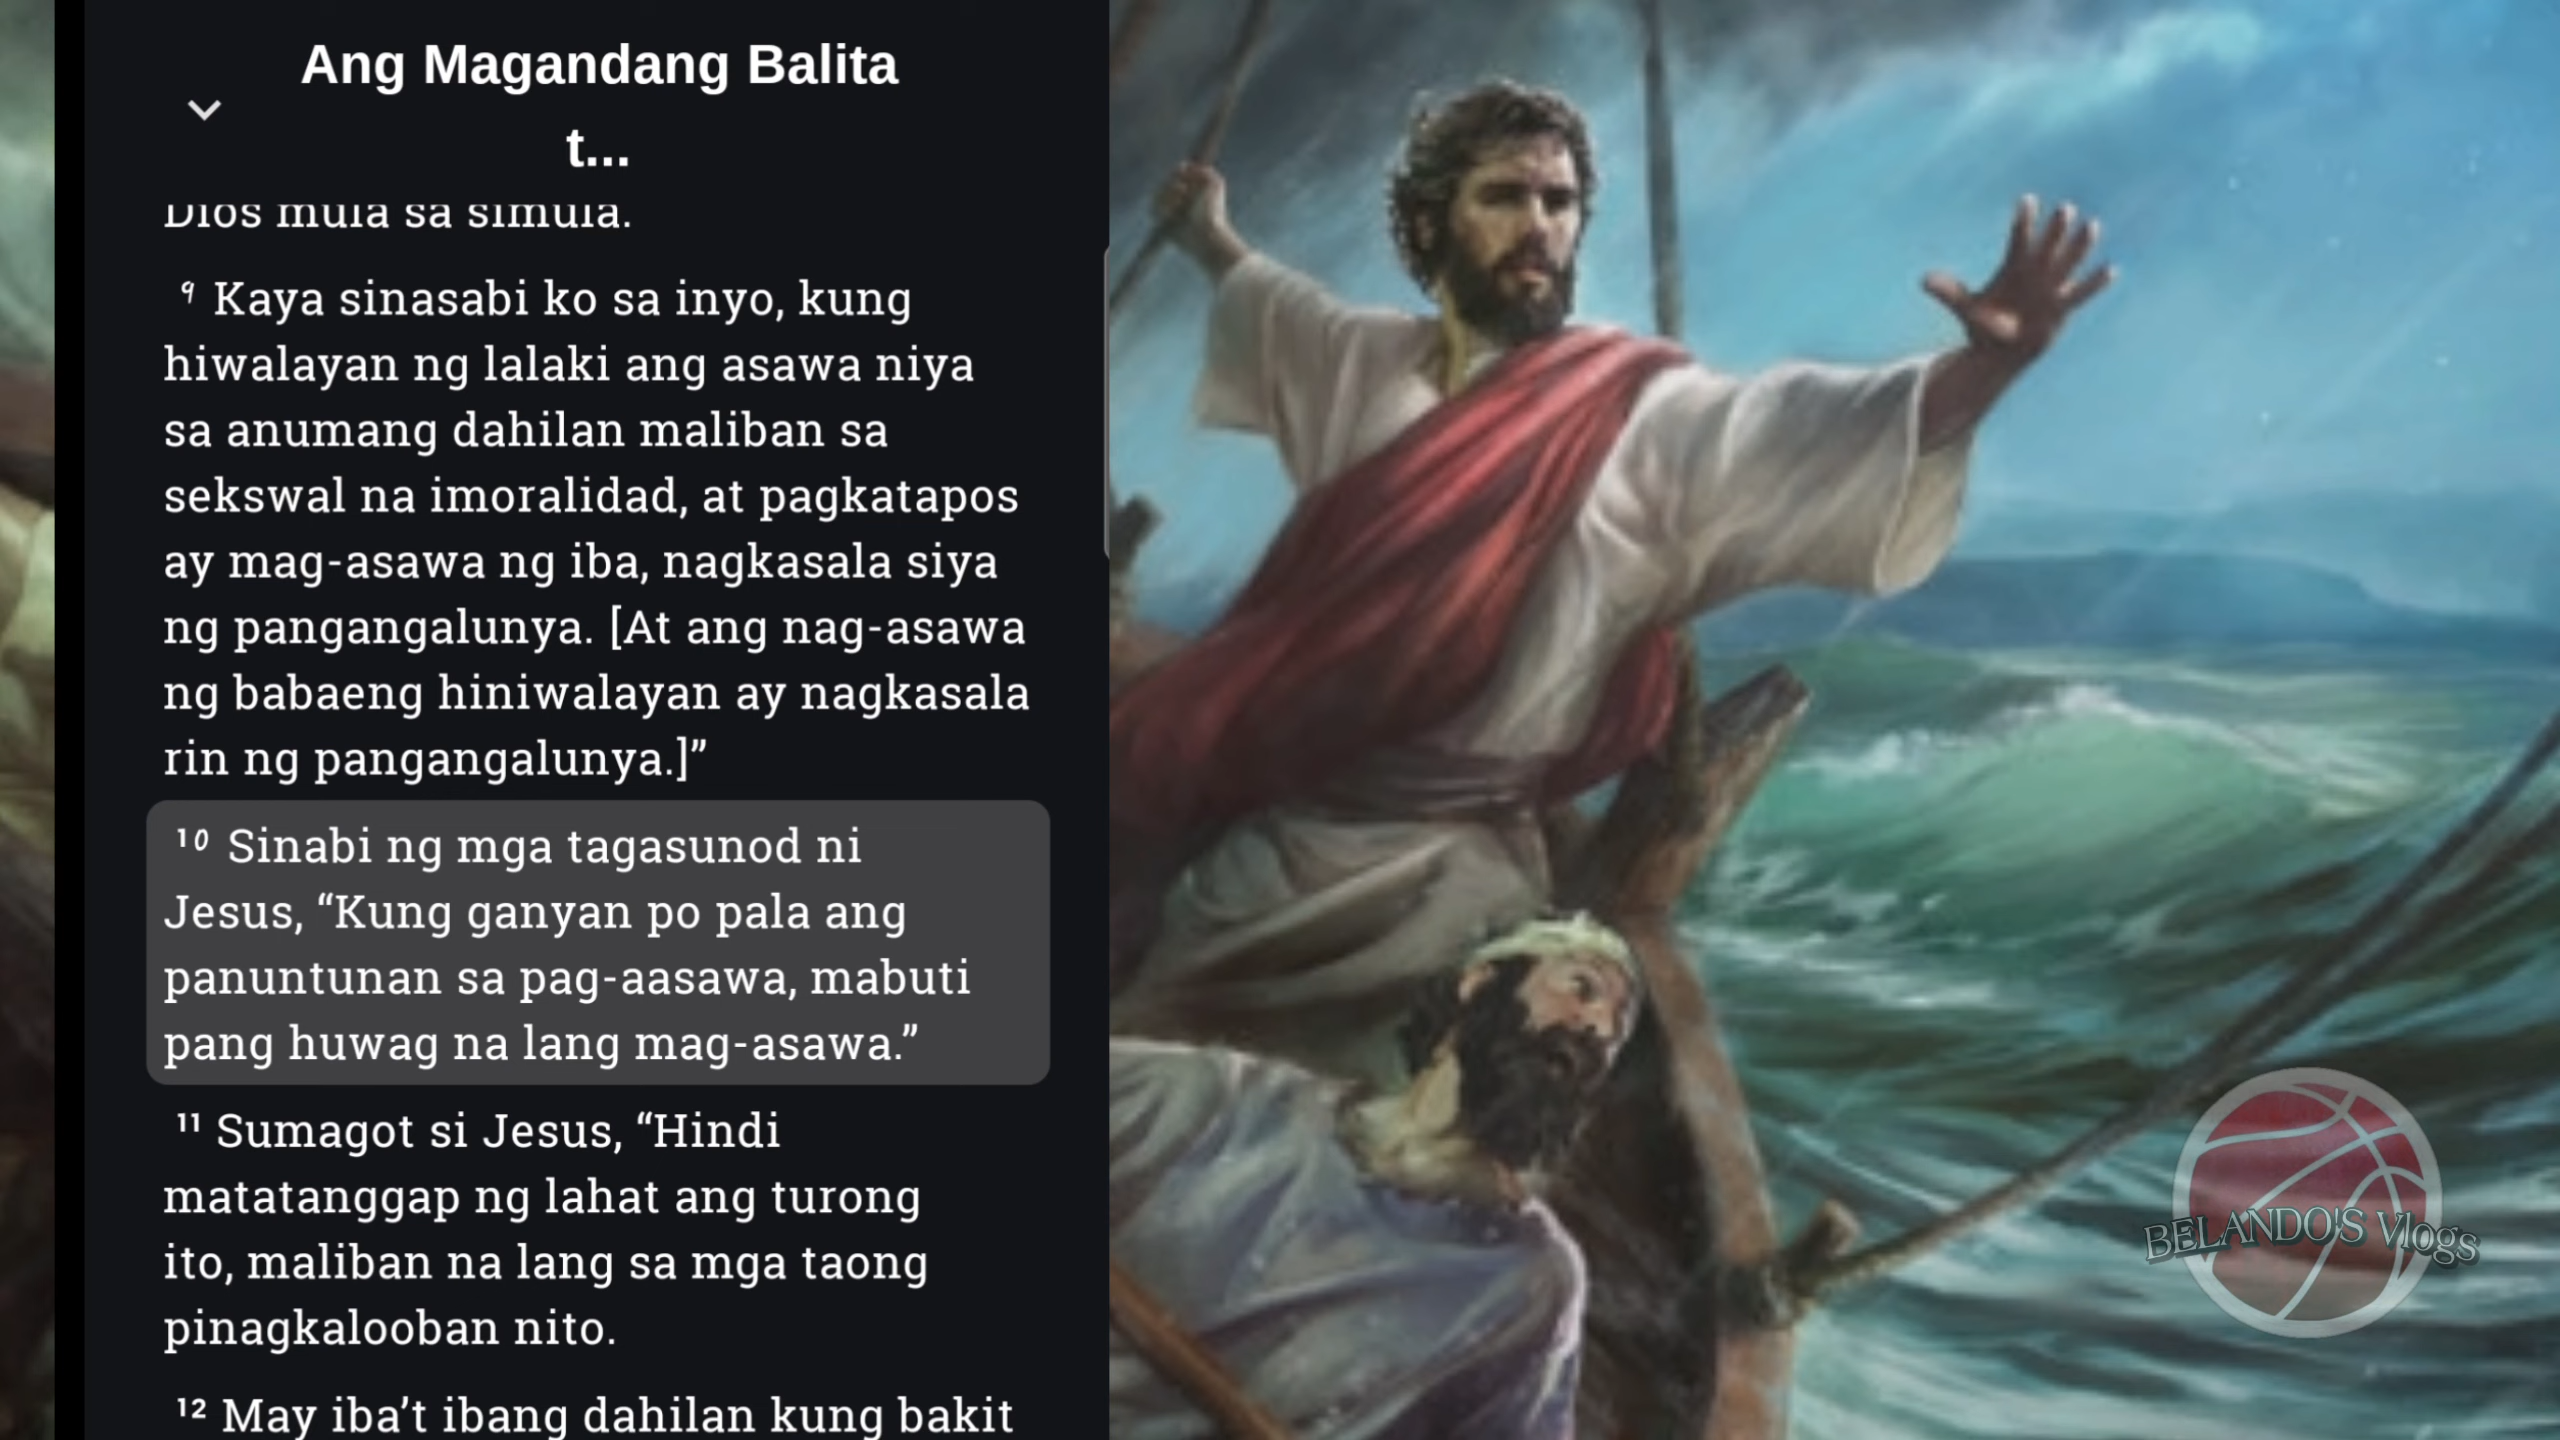 Ang Magandang Balita
t...
Dios mula sa simula.
9 Kaya sinasabi ko sa inyo, kung
hiwalayan ng lalaki ang asawa niya
sa anumang dahilan maliban sa
sekswal na imoralidad, at pagkatapos
ay mag-asawa ng iba, nagkasala siya
ng pangangalunya. [At ang nag-asawa
ng babaeng hiniwalayan ay nagkasala
rin ng pangangalunya.]”
10 Sinabi ng mga tagasunod ni
Jesus, “Kung ganyan po pala ang
panuntunan sa pag-aasawa, mabuti
pang huwag na lang mag-asawa.”
11 Sumagot si Jesus, “Hindi
matatanggap ng lahat ang turong
ito, maliban na lang sa mga taong
pinagkalooban nito.
12 May iba’t ibang dahilan kung bakit
BELANDO'S Vlogs